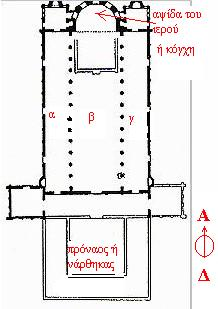 αψίδα του
ιερού
ή κόγχη
α
β
γ
πρόναος ή
νάρθηκας
Α
Δ